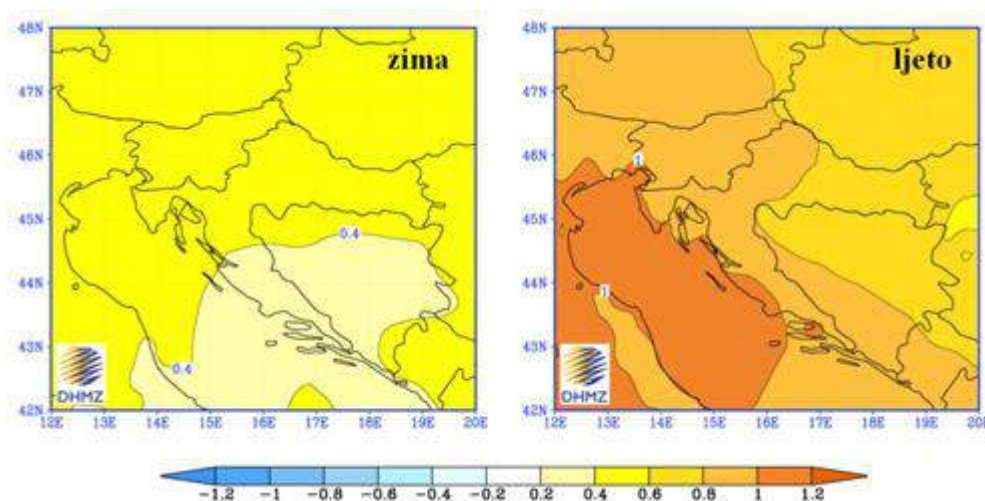 zima
ljeto
48N
47N
46N
45N
44N
43N
42N
12E 13E 14E 15E 16E 17E 18E 19E 20E
0.4
0.4
DHMZ
48N
47N
46N
45N
44N
43N
42N
12E 13E 14E 15E 16E 17E 18E 19E 20E
1
1
DHMZ
-1.2 -1 -0.8 -0.6 -0.4 -0.2 0.2 0.4 0.6 0.8 1 1.2